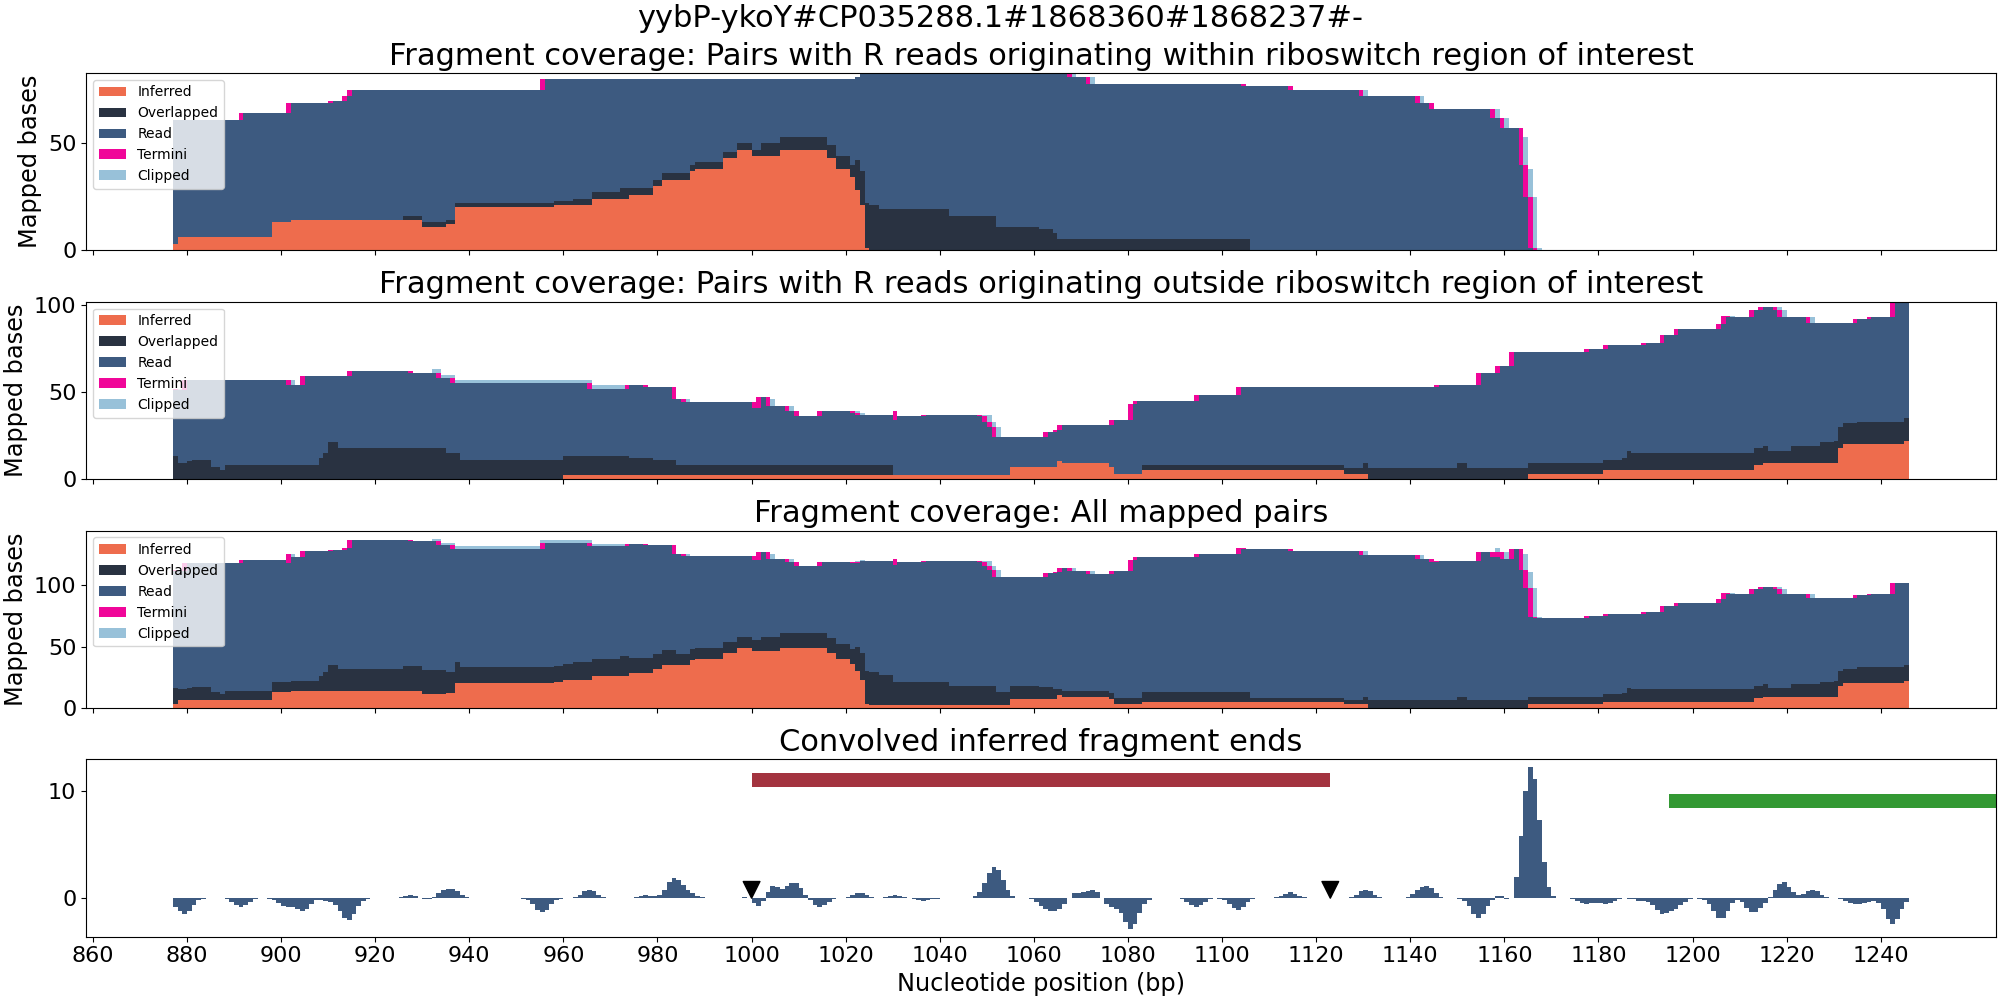 yybP-ykoY#CP035288.1#1868360#1868237#-
Fragment coverage: Pairs with R reads originating within riboswitch region of interest
Mapped bases
50
0
Inferred
Overlapped
Read
Termini
Clipped
Fragment coverage: Pairs with R reads originating outside riboswitch region of interest
Mapped bases
100
50
0
Inferred
Overlapped
Read
Termini
Clipped
Fragment coverage: All mapped pairs
Mapped bases
100
50
0
Inferred
Overlapped
Read
Termini
Clipped
Convolved inferred fragment ends
10
0
860 880 900 920 940 960 980 1000 1020 1040 1060 1080 1100 1120 1140 1160 1180 1200 1220 1240
Nucleotide position (bp)